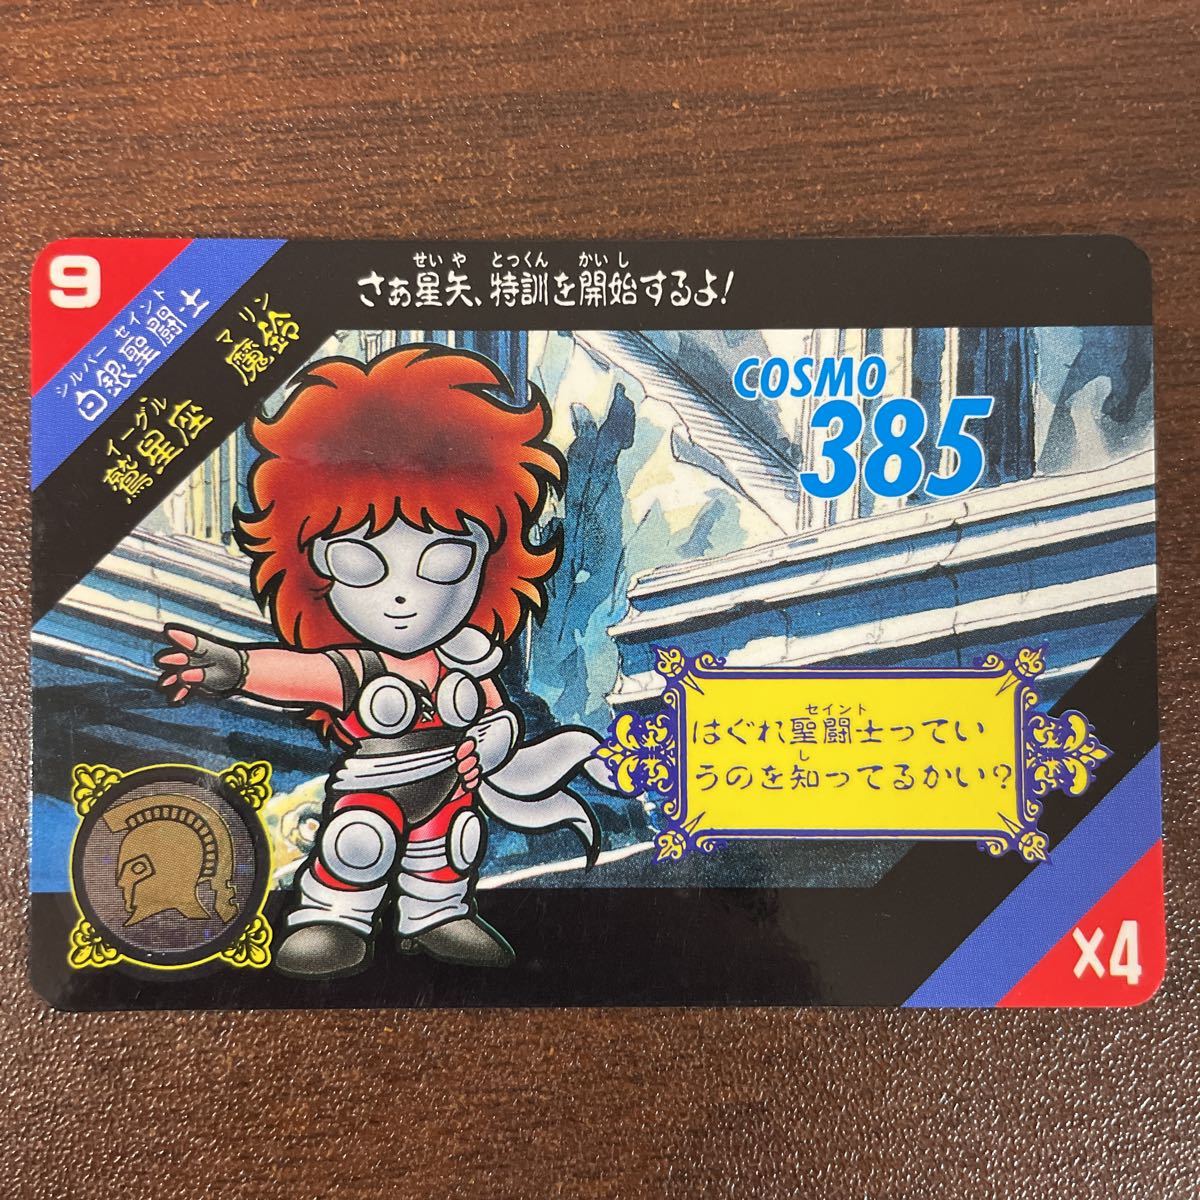 9
シルバー セイント
白銀聖闘士
マリン
魔鈴
イーグル
鷲星座
せいや とっくん かいし
さぁ星矢、特訓を開始するよ!
COSMO
385
セイント
はぐれ聖闘士ってい
し
うのを知ってるかい?
×4